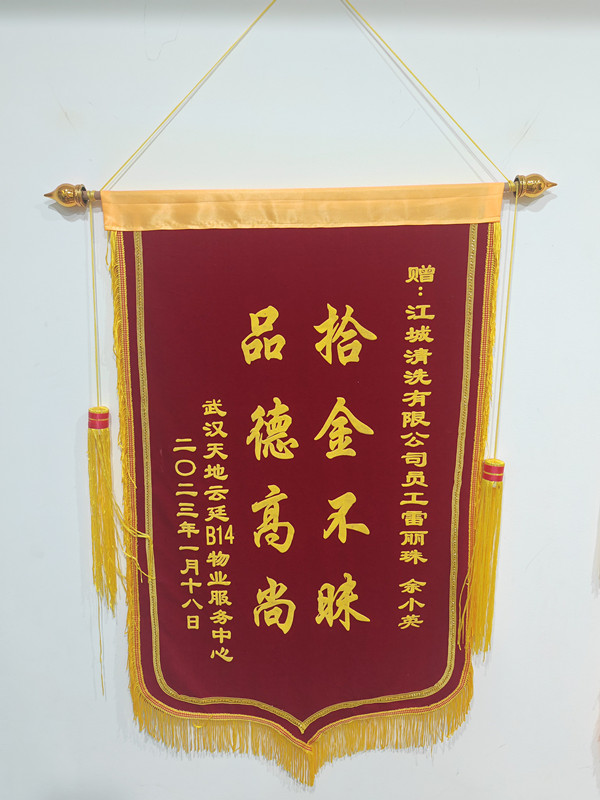 赠：江城清洗有限公司员工雷丽珠 余小英
拾金不昧
品德高尚
武汉天地云廷B14物业服务中心
二〇二三年一月十八日